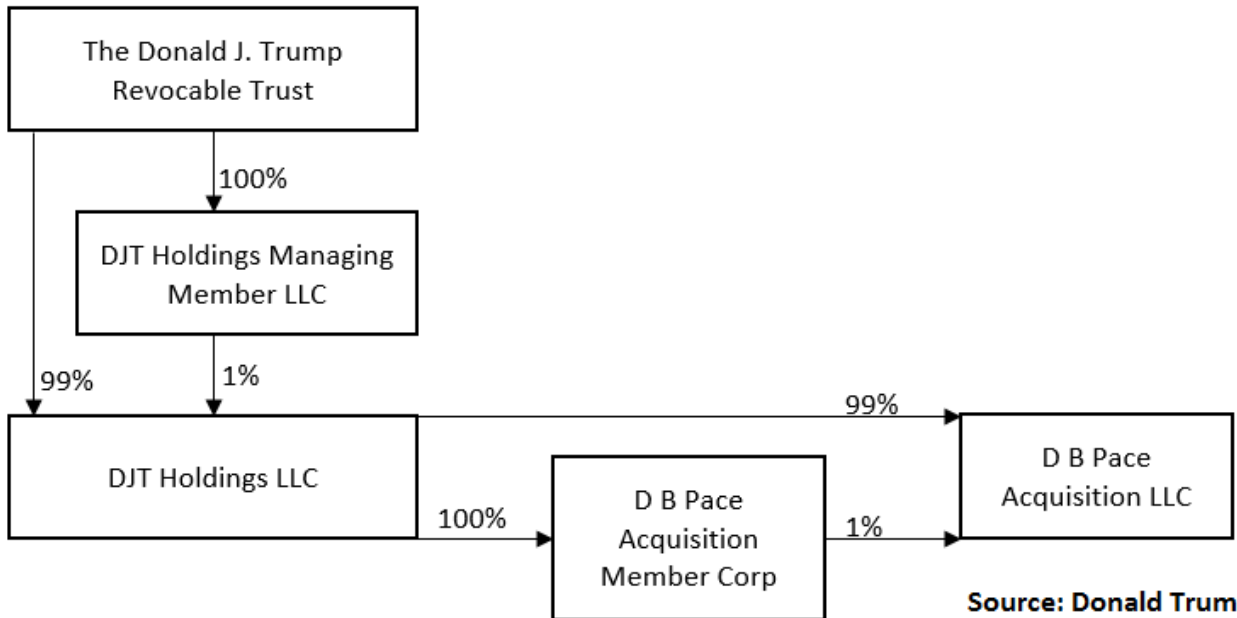 The Donald J. Trump
Revocable Trust
100%
DJT Holdings Managing
Member LLC
99%
1%
DJT Holdings LLC
99%
D B Pace
Acquisition LLC
100%
D B Pace
Acquisition
Member Corp
1%
Source: Donald Trum